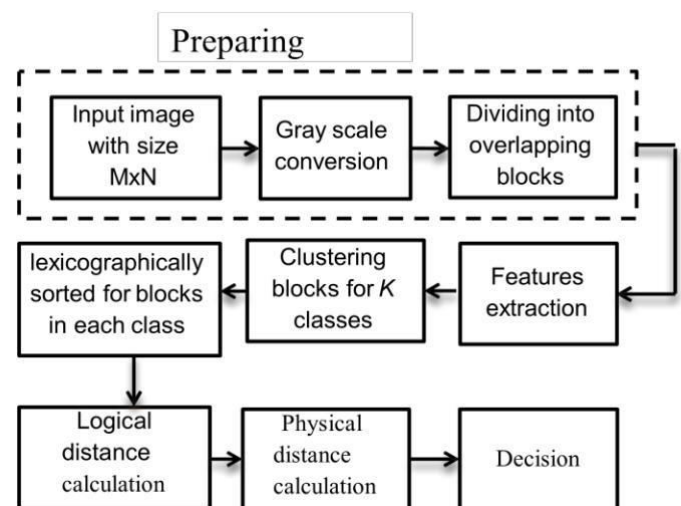 Preparing
Input image
with size
MxN
Gray scale
conversion
Dividing into
overlapping
blocks
Features
extraction
Clustering
blocks for K
classes
lexicographically
sorted for blocks
in each class
Logical
distance
calculation
Physical
distance
calculation
Decision